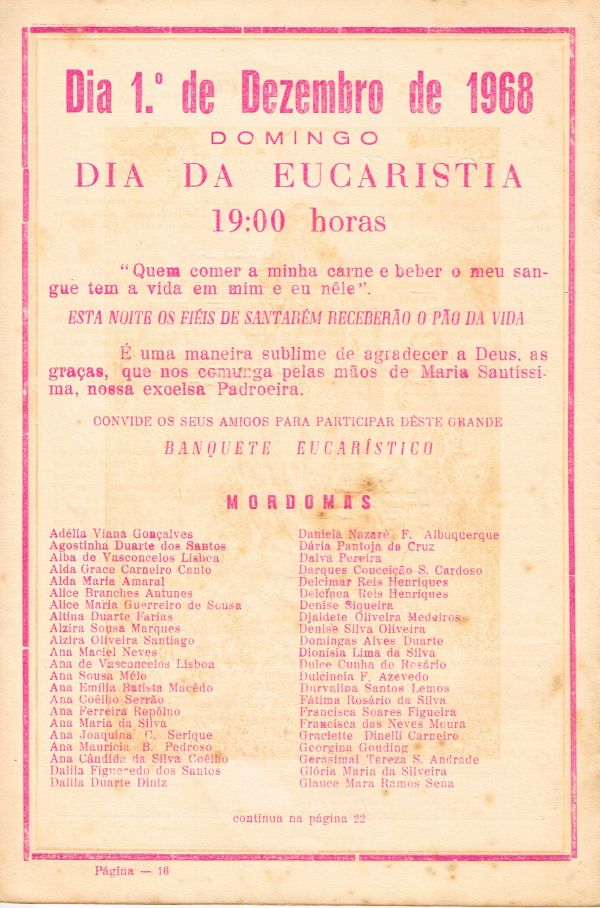 Dia 1.º de Dezembro de 1968
DOMINGO
DIA DA EUCARISTIA
19:00 horas
“Quem comer a minha carne e beber o meu san-
gue tem a vida em mim e eu nêle”.
ESTA NOITE OS FIÉIS DE SANTARÉM RECEBERÃO O PÃO DA VIDA
É uma maneira sublime de agradecer a Deus, as
graças, que nos comunga pelas mãos de Maria Santíssi-
ma, nossa excelsa Padroeira.
CONVIDE OS SEUS AMIGOS PARA PARTICIPAR DÊSTE GRANDE
BANQUETE EUCARÍSTICO
MORDOMAS
Adélia Viana Gonçalves
Agostinha Duarte dos Santos
Alba de Vasconcelos Lisboa
Alda Grace Carneiro Canto
Alda Maria Amaral
Alice Branches Antunes
Alice Maria Guerreiro de Sousa
Altina Duarte Farias
Alzira Sousa Marques
Alzira Oliveira Santiago
Ana Maciel Neves
Ana de Vasconcelos Lisboa
Ana Sousa Mélo
Ana Emília Batista Macêdo
Ana Coêlho Serrão
Ana Ferreira Repôlho
Ana Maria da Silva
Ana Joaquina C. Serique
Ana Maurícia B. Pedroso
Ana Cândida da Silva Coêlho
Dalila Figueredo dos Santos
Dalila Duarte Diniz
Daniela Nazaré F. Albuquerque
Dária Pantoja da Cruz
Dalva Pereira
Darques Conceição S. Cardoso
Delcimar Reis Henriques
Delcinea Reis Henriques
Denise Siqueira
Djaldete Oliveira Medeiros
Denise Silva Oliveira
Domingas Alves Duarte
Dionísia Lima da Silva
Dulce Cunha do Rosário
Dulcineia F. Azevedo
Durvalina Santos Lemos
Fátima Rosário da Silva
Francisca Soares Figueira
Francisca das Neves Moura
Graciette Dinelli Carneiro
Georgina Gouding
Gerasimal Tereza S. Andrade
Glória Maria da Silveira
Glauce Mara Ramos Sena
continua na página 22
Página — 16